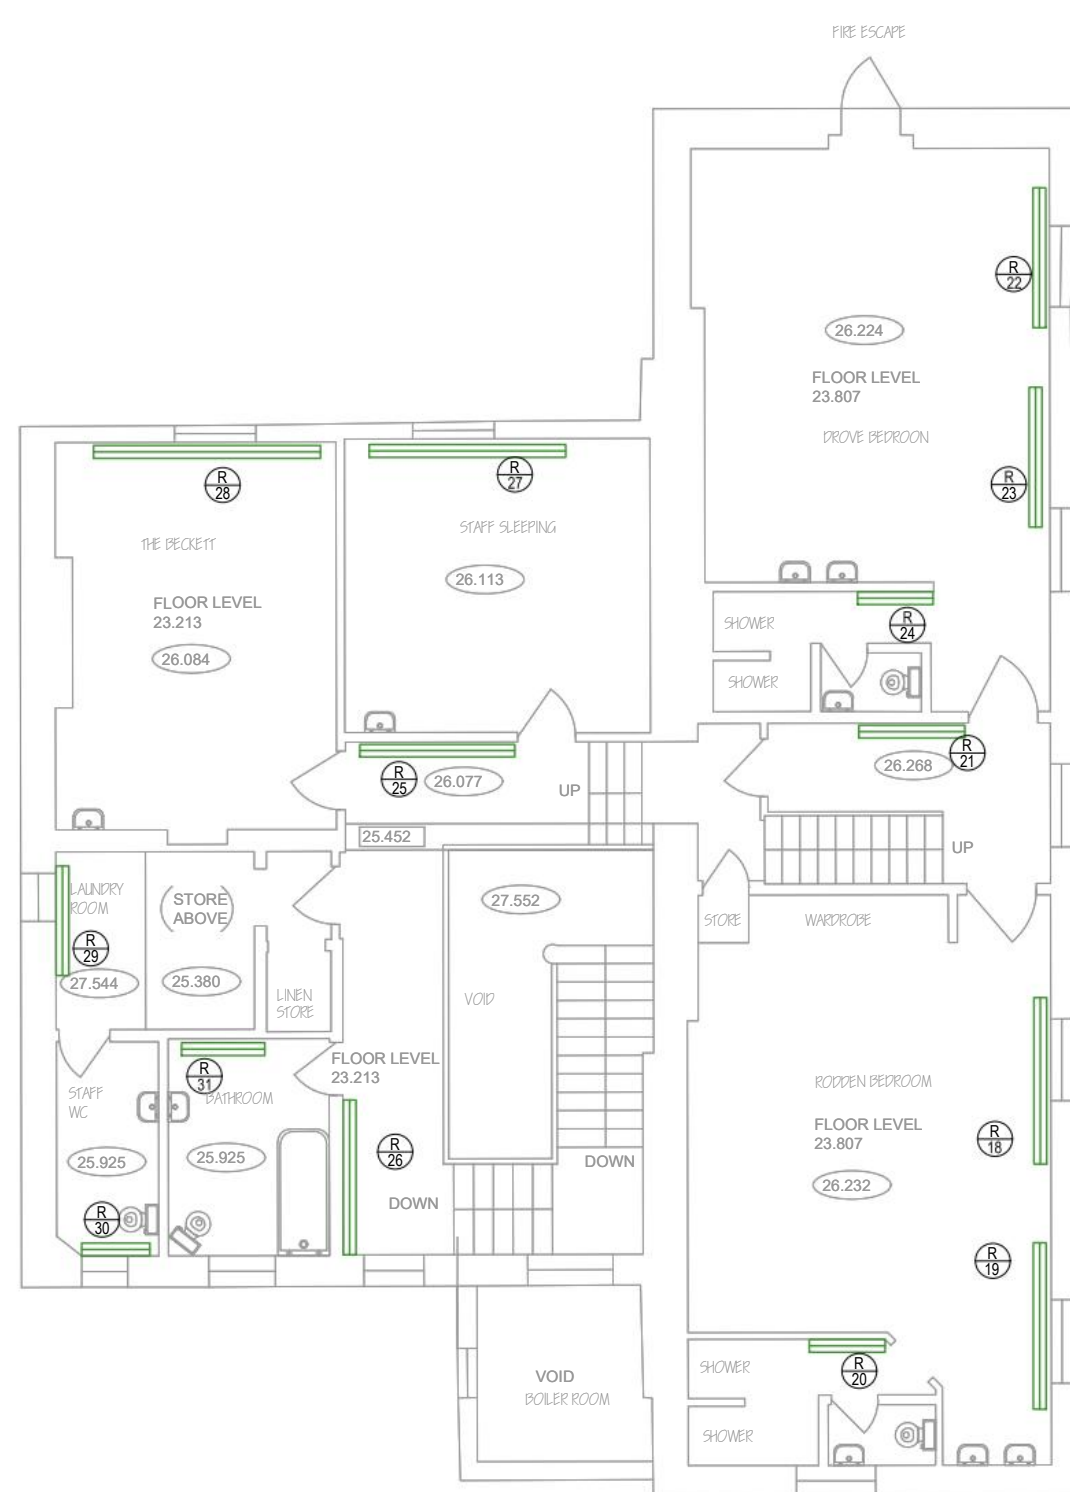 FIRE ESCAPE
R
22
26.224
FLOOR LEVEL
23.807
DROVE BEDROON
R
23
R
28
R
27
STAFF SLEEPING
THE BECKETT
26.113
FLOOR LEVEL
23.213
26.084
SHOWER
R
24
SHOWER
R
25
26.077
UP
R
21
26.268
25.452
UP
LAUNDRY
ROOM
(STORE
ABOVE)
27.552
STORE
WARDROBE
R
29
27.544
25.380
LINEN
STORE
VOID
FLOOR LEVEL
23.213
R
31
BATHROOM
STAFF
WC
RODDEN BEDROOM
FLOOR LEVEL
23.807
R
18
25.925
25.925
R
26
DOWN
DOWN
26.232
R
30
R
19
VOID
BOILER ROOM
SHOWER
R
20
SHOWER